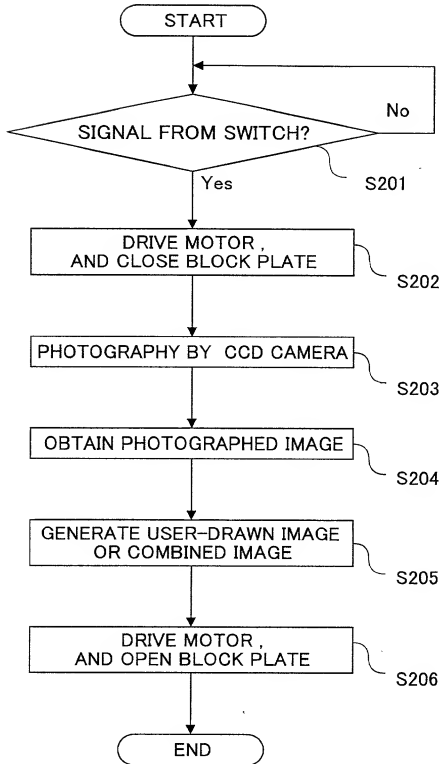 START
No
SIGNAL FROM SWITCH?
S201
Yes
DRIVE MOTOR ,
AND CLOSE BLOCK PLATE
S202
PHOTOGRAPHY BY CCD CAMERA
S203
OBTAIN PHOTOGRAPHED IMAGE
S204
GENERATE USER-DRAWN IMAGE
OR COMBINED IMAGE
S205
DRIVE MOTOR ,
AND OPEN BLOCK PLATE
S206
END